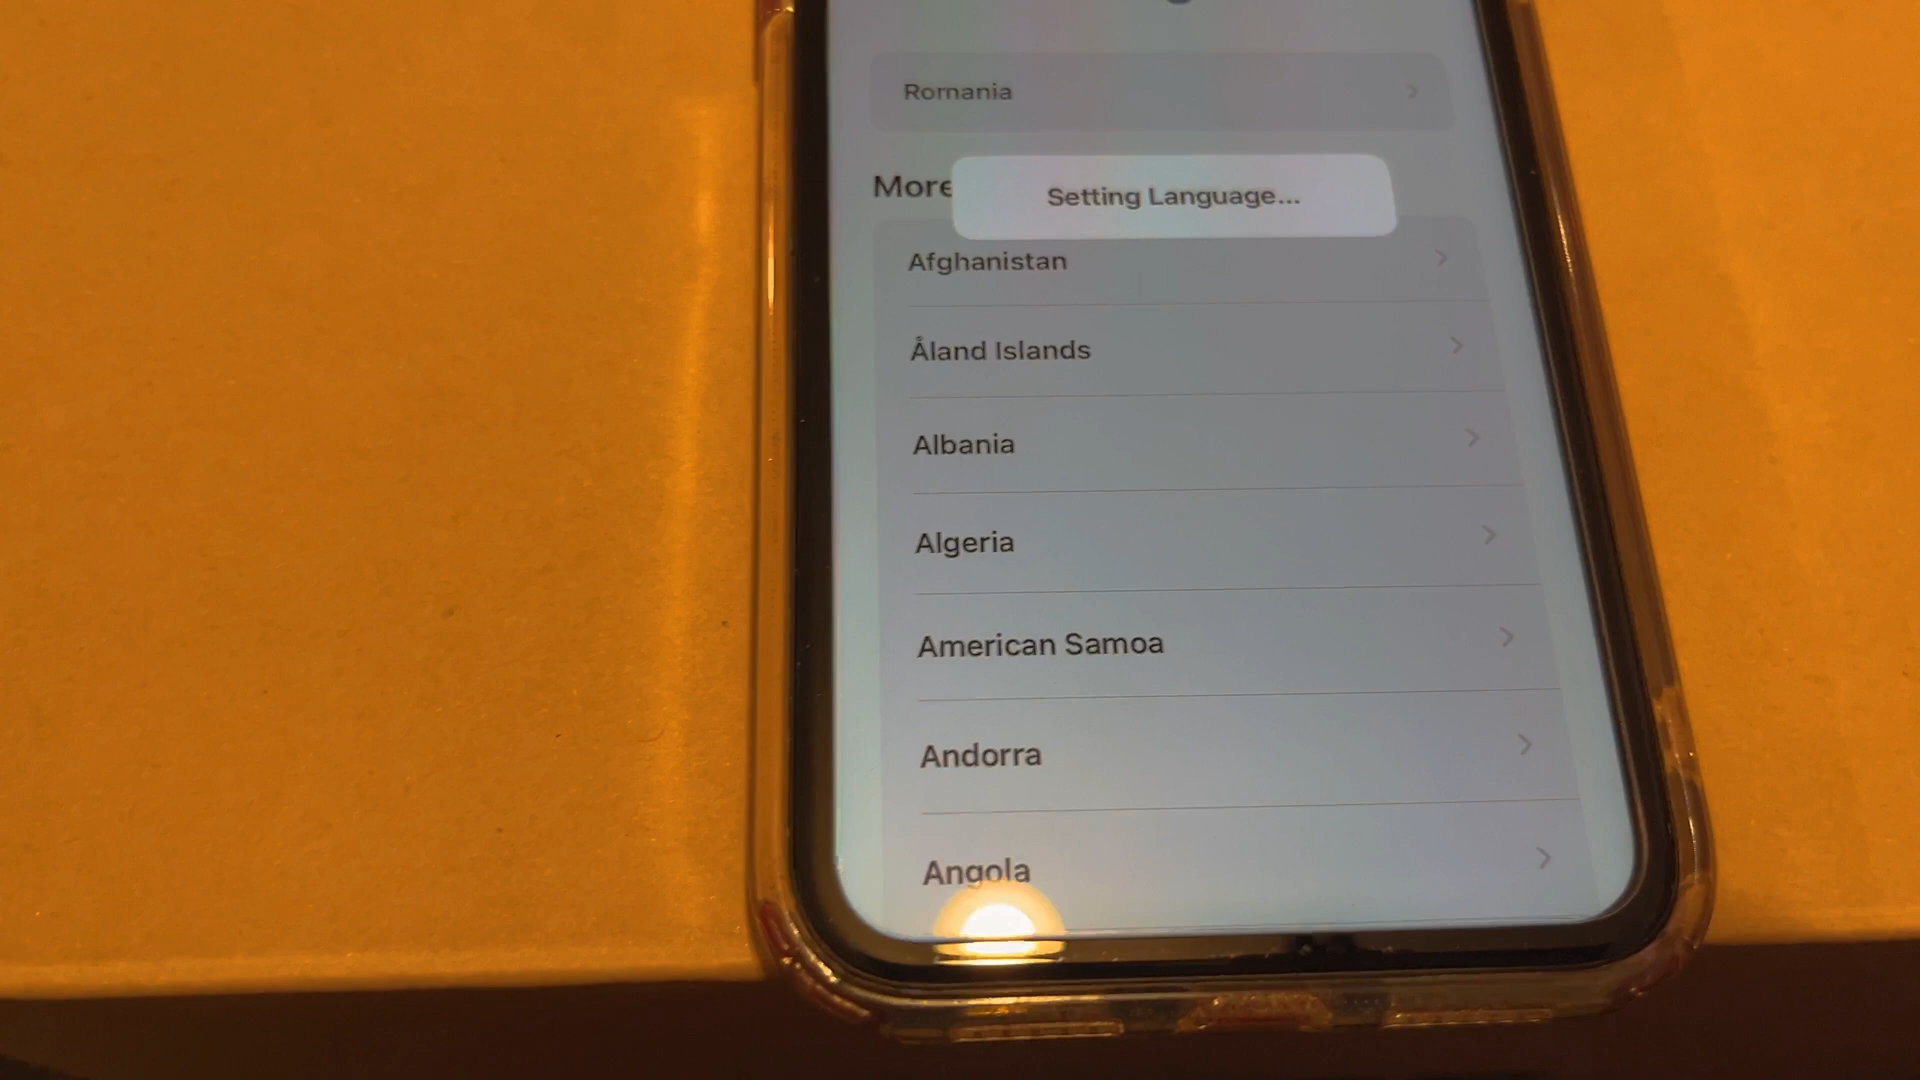 Romania
More
Setting Language...
Afghanistan
Åland Islands
Albania
Algeria
American Samoa
Andorra
Angola